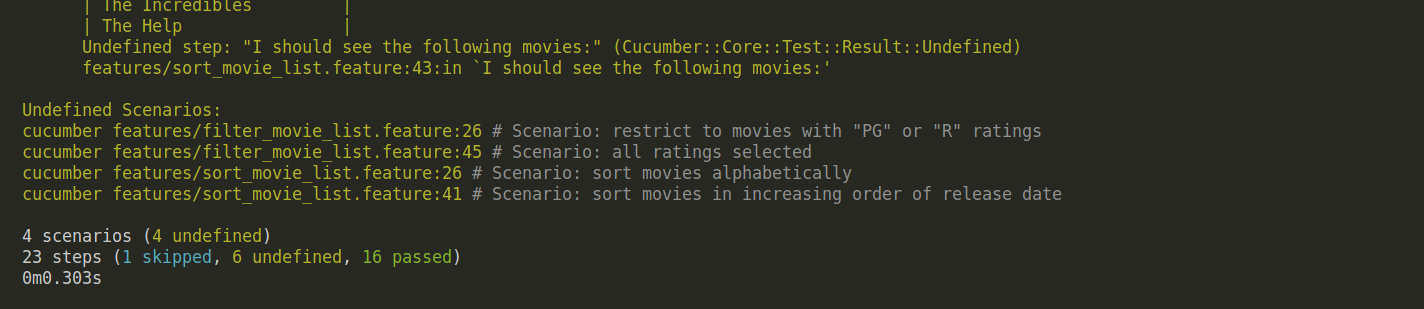 | The Incredibles         |
| The Help                |
Undefined step: "I should see the following movies:" (Cucumber::Core::Test::Result::Undefined)
features/sort_movie_list.feature:43:in `I should see the following movies:'
Undefined Scenarios:
cucumber features/filter_movie_list.feature:26 # Scenario: restrict to movies with "PG" or "R" ratings
cucumber features/filter_movie_list.feature:45 # Scenario: all ratings selected
cucumber features/sort_movie_list.feature:26 # Scenario: sort movies alphabetically
cucumber features/sort_movie_list.feature:41 # Scenario: sort movies in increasing order of release date
4 scenarios (4 undefined)
23 steps (1 skipped, 6 undefined, 16 passed)
0m0.303s